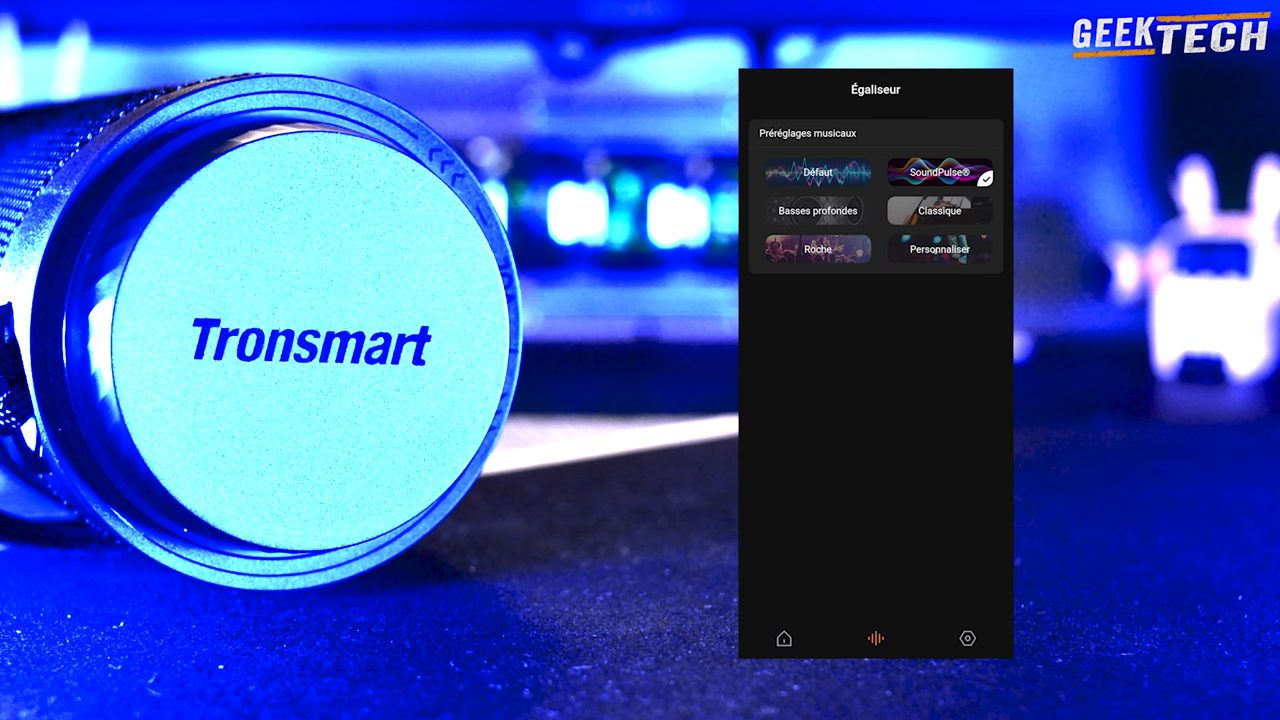 GEEKTECH
Tronsmart
Égaliseur
Préréglages musicaux
Défaut
SoundPulse®
Basses profondes
Classique
Roche
Personnaliser